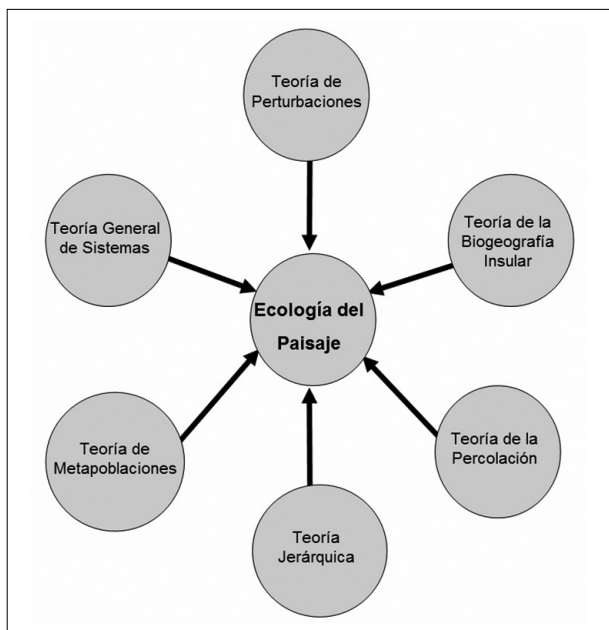 Teoría de
Perturbaciones
Teoría General
de Sistemas
Teoría de la
Biogeografía
Insular
Ecología del
Paisaje
Teoría de
Metapoblaciones
Teoría de la
Percolación
Teoría
Jerárquica